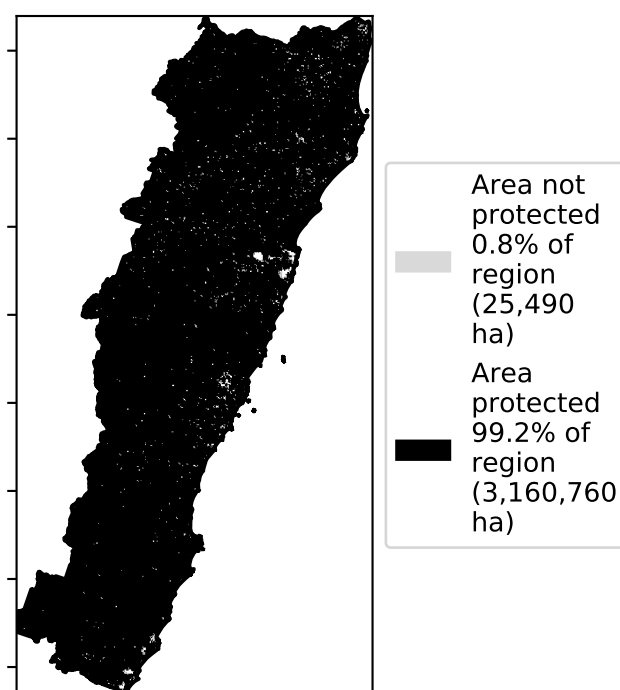 Area not
protected
0.8% of
region
(25,490
ha)
Area
protected
99.2% of
region
(3,160,760
ha)